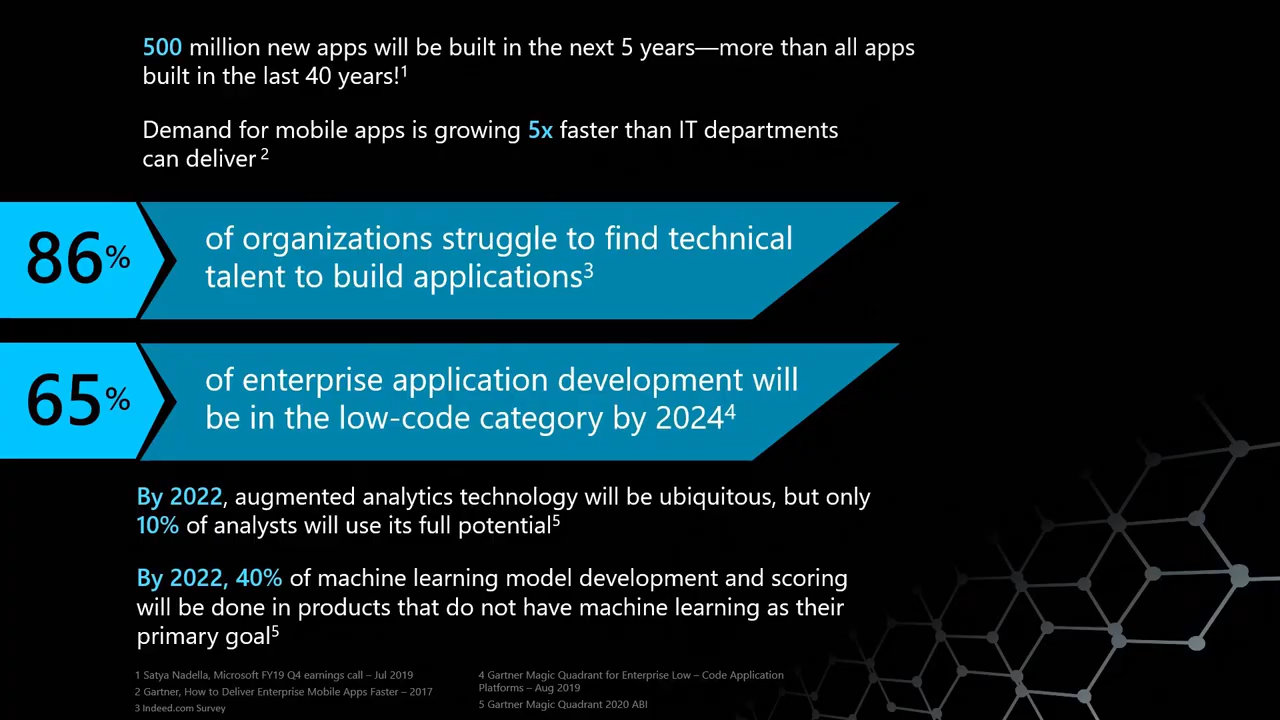 500 million new apps will be built in the next 5 years—more than all apps
built in the last 40 years!¹
Demand for mobile apps is growing 5x faster than IT departments
can deliver ²
86%
of organizations struggle to find technical
talent to build applications³
65%
of enterprise application development will
be in the low-code category by 2024⁴
By 2022, augmented analytics technology will be ubiquitous, but only
10% of analysts will use its full potential⁵
By 2022, 40% of machine learning model development and scoring
will be done in products that do not have machine learning as their
primary goal⁵
1 Satya Nadella, Microsoft FY19 Q4 earnings call – Jul 2019
2 Gartner, How to Deliver Enterprise Mobile Apps Faster – 2017
3 Indeed.com Survey
4 Gartner Magic Quadrant for Enterprise Low – Code Application
Platforms – Aug 2019
5 Gartner Magic Quadrant 2020 ABI